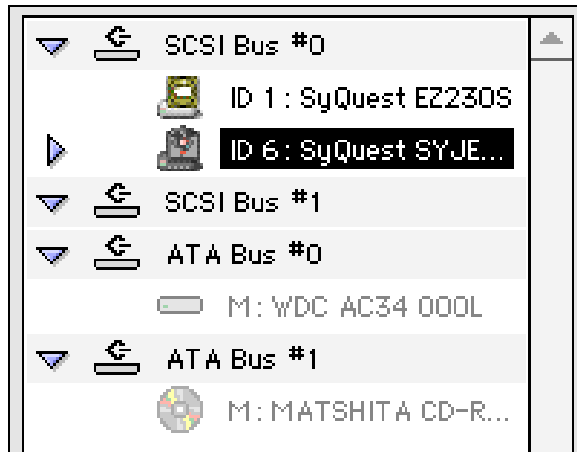 SCSI Bus #0
ID 1 : SyQuest EZ230S
ID 6 : SyQuest SYJE...
SCSI Bus #1
ATA Bus #0
M : WDC AC34 000L
ATA Bus #1
M : MATSHITA CD-R...